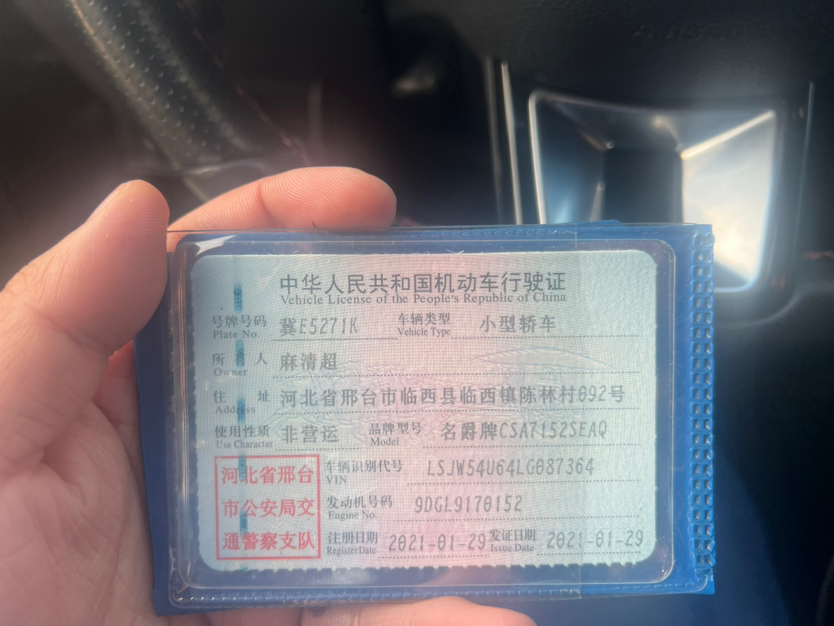 中华人民共和国机动车行驶证
Vehicle License of the People's Republic of China
号牌号码 冀E5271K 车辆类型 小型轿车
Plate No. Vehicle Type
所有人 麻清超
Owner
住址 河北省邢台市临西县临西镇陈林村092号
Address
使用性质 非营运 品牌型号 名爵牌CSA7152SEAQ
Use Character Model
河北省邢台 车辆识别代号 LSJW54U64LG087364
VIN
市公安局交 发动机号码 9DGL9170152
Engine No.
通警察支队 注册日期 2021-01-29 发证日期 2021-01-29
Register Date Issue Date